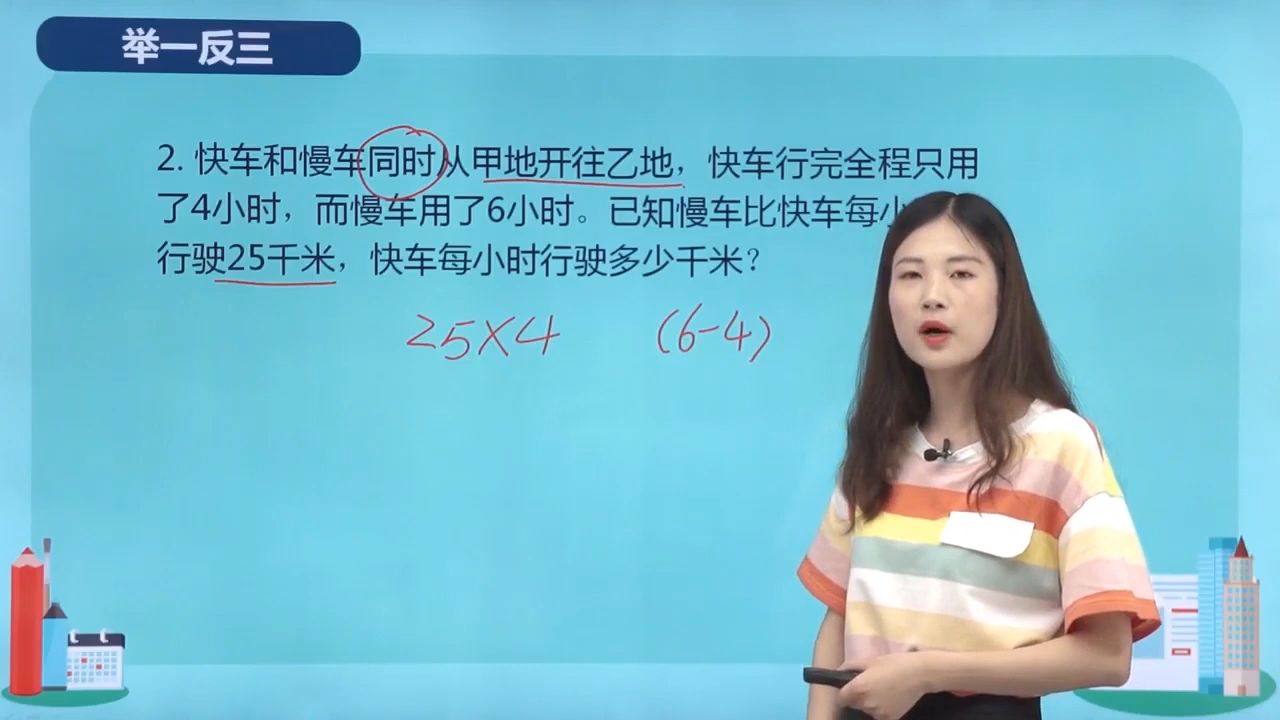 举一反三
2. 快车和慢车同时从甲地开往乙地，快车行完全程只用
了4小时，而慢车用了6小时。已知慢车比快车每小
行驶25千米，快车每小时行驶多少千米？
25×4 (6-4)